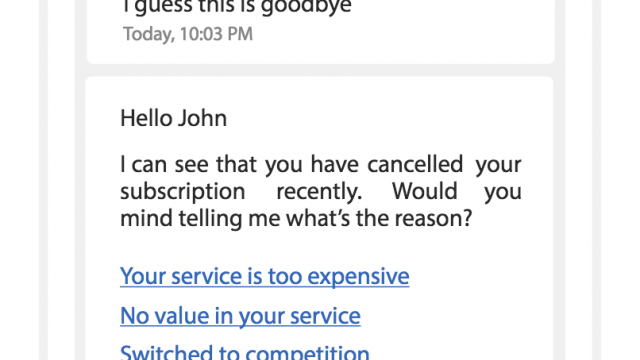 I guess this is goodbye
Today, 10:03 PM
Hello John
I can see that you have cancelled your
subscription recently. Would you
mind telling me what's the reason?
Your service is too expensive
No value in your service
Switched to competition